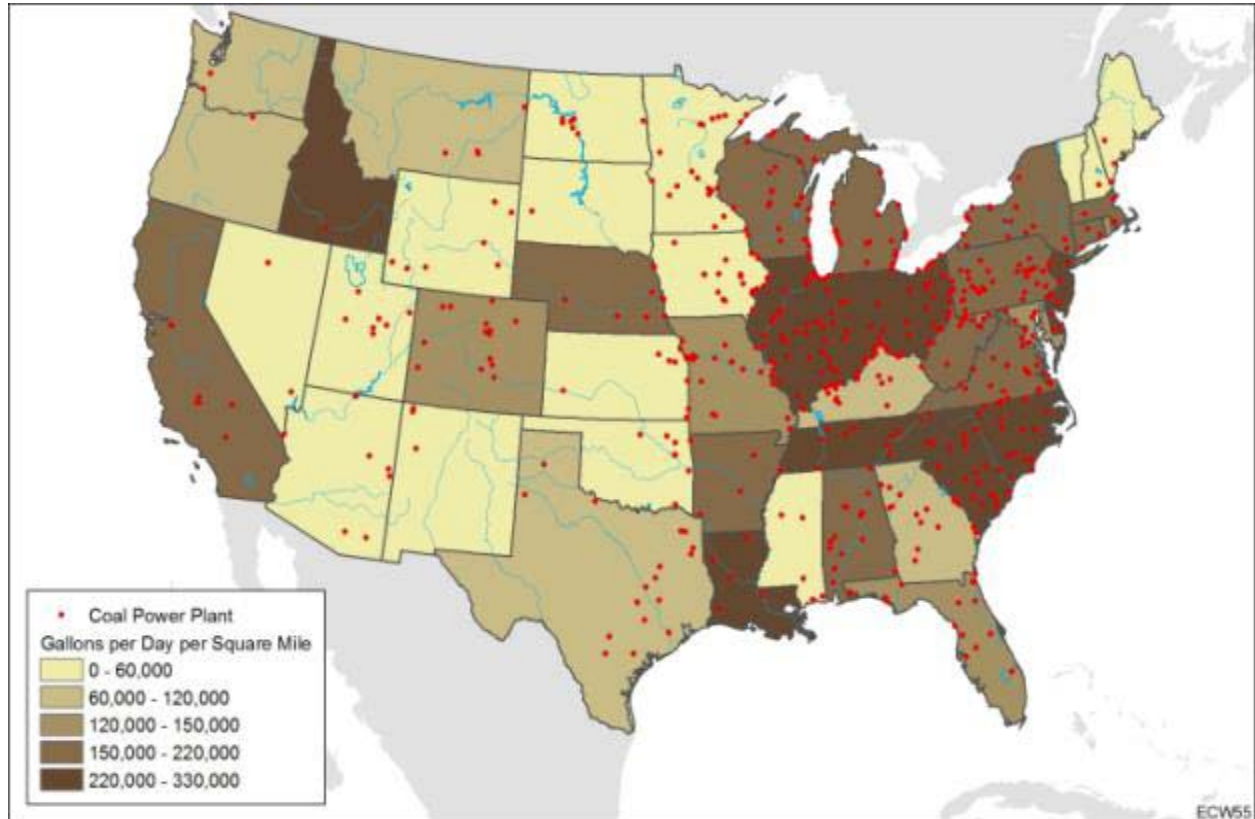 Coal Power Plant
Gallons per Day per Square Mile
0 - 60,000
60,000 - 120,000
120,000 - 150,000
150,000 - 220,000
220,000 - 330,000
ECW55